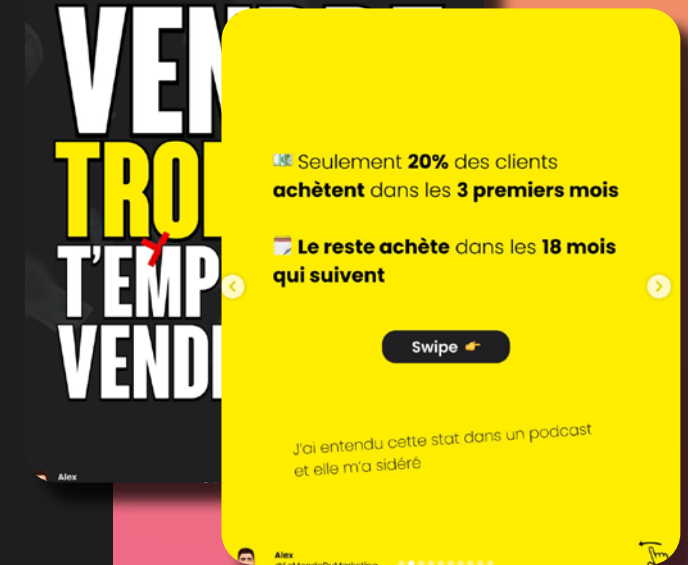 VEN
TRO
T'EMP
VEND
Alex
Seulement 20% des clients
achètent dans les 3 premiers mois
Le reste achète dans les 18 mois
qui suivent
Swipe
J'ai entendu cette stat dans un podcast
et elle m'a sidéré
Alex